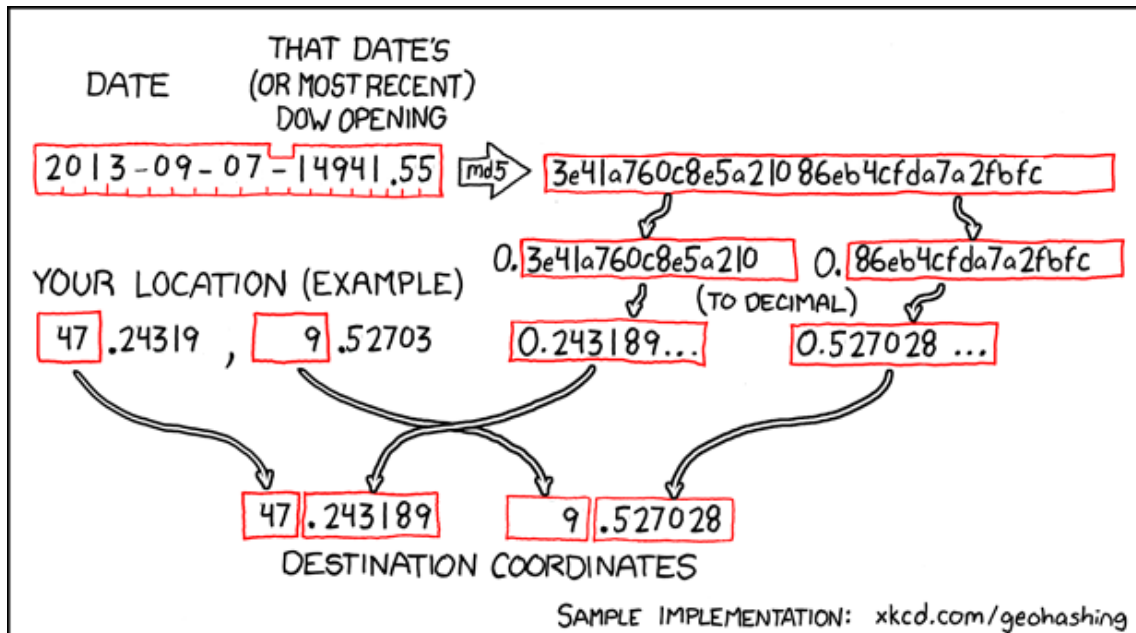 DATE
THAT DATE'S
(OR MOST RECENT)
DOW OPENING
2013-09-07-14941.55
md5
3e41a760c8e5a21086eb4cfda7a2fbfc
0.3e41a760c8e5a210
0.86eb4cfda7a2fbfc
YOUR LOCATION (EXAMPLE)
(TO DECIMAL)
47.24319, 9.52703
0.243189...
0.527028 ...
47.243189
9.527028
DESTINATION COORDINATES
SAMPLE IMPLEMENTATION: xkcd.com/geohashing